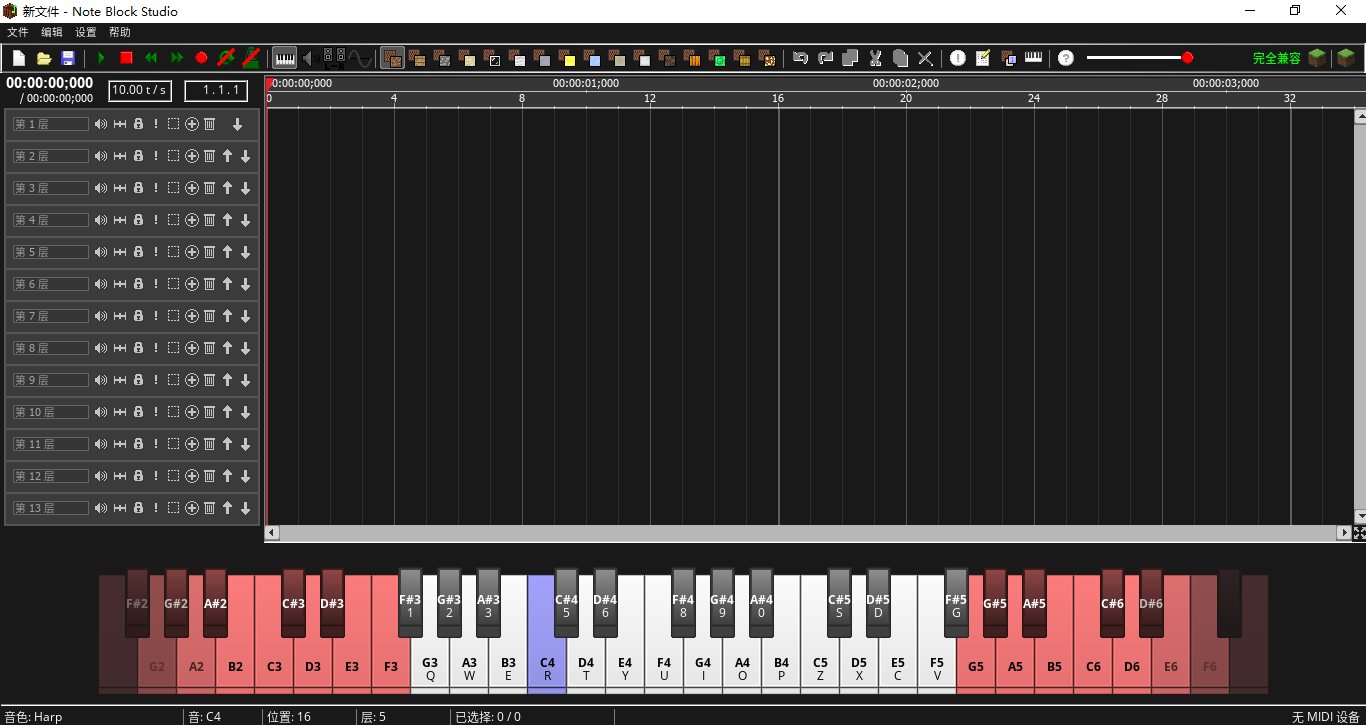 新文件 - Note Block Studio
文件 编辑 设置 帮助
完全兼容
00:00:00;000
/ 00:00:00;000
10.00 t / s
1. 1. 1
0:00:00;000 00:00:01;000 00:00:02;000 00:00:03;000
0 4 8 12 16 20 24 28 32
第 1 层
第 2 层
第 3 层
第 4 层
第 5 层
第 6 层
第 7 层
第 8 层
第 9 层
第 10 层
第 11 层
第 12 层
第 13 层
F#2 G#2 A#2 C#3 D#3 F#3 G#3 A#3 C#4 D#4 F#4 G#4 A#4 C#5 D#5 F#5 G#5 A#5 C#6 D#6
1 2 3 5 6 8 9 0 S D G
G2 A2 B2 C3 D3 E3 F3 G3 A3 B3 C4 D4 E4 F4 G4 A4 B4 C5 D5 E5 F5 G5 A5 B5 C6 D6 E6 F6
Q W E R T Y U I O P Z X C V
音色: Harp 音: C4 位置: 16 层: 5 已选择: 0 / 0 无 MIDI 设备